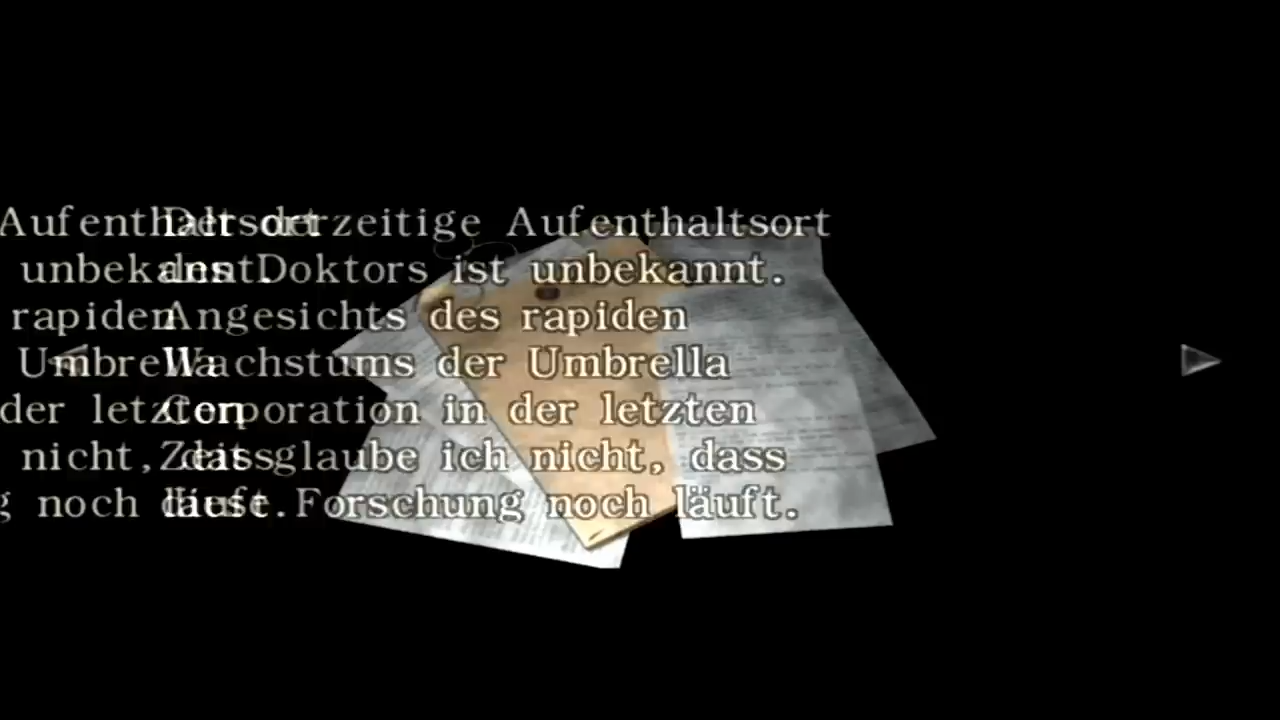 Der derzeitige Aufenthaltsort
des Doktors ist unbekannt.
Angesichts des rapiden
Wachstums der Umbrella
Corporation in der letzten
Zeit glaube ich nicht, dass
diese Forschung noch läuft.